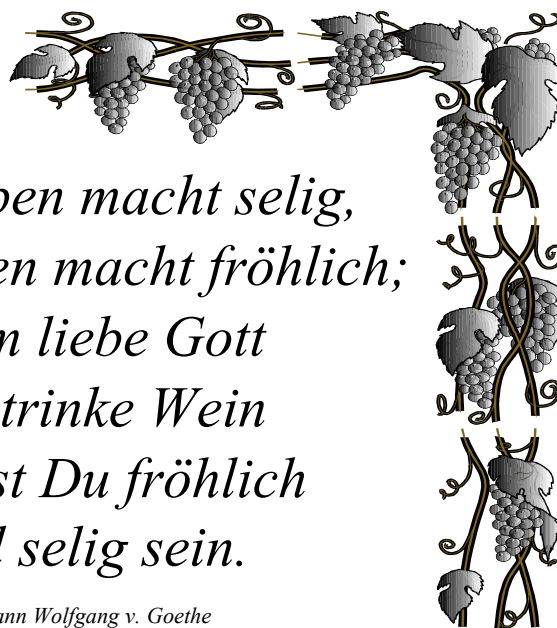 ben macht selig,
en macht fröhlich;
n liebe Gott
trinke Wein
st Du fröhlich
selig sein.
ann Wolfgang v. Goethe